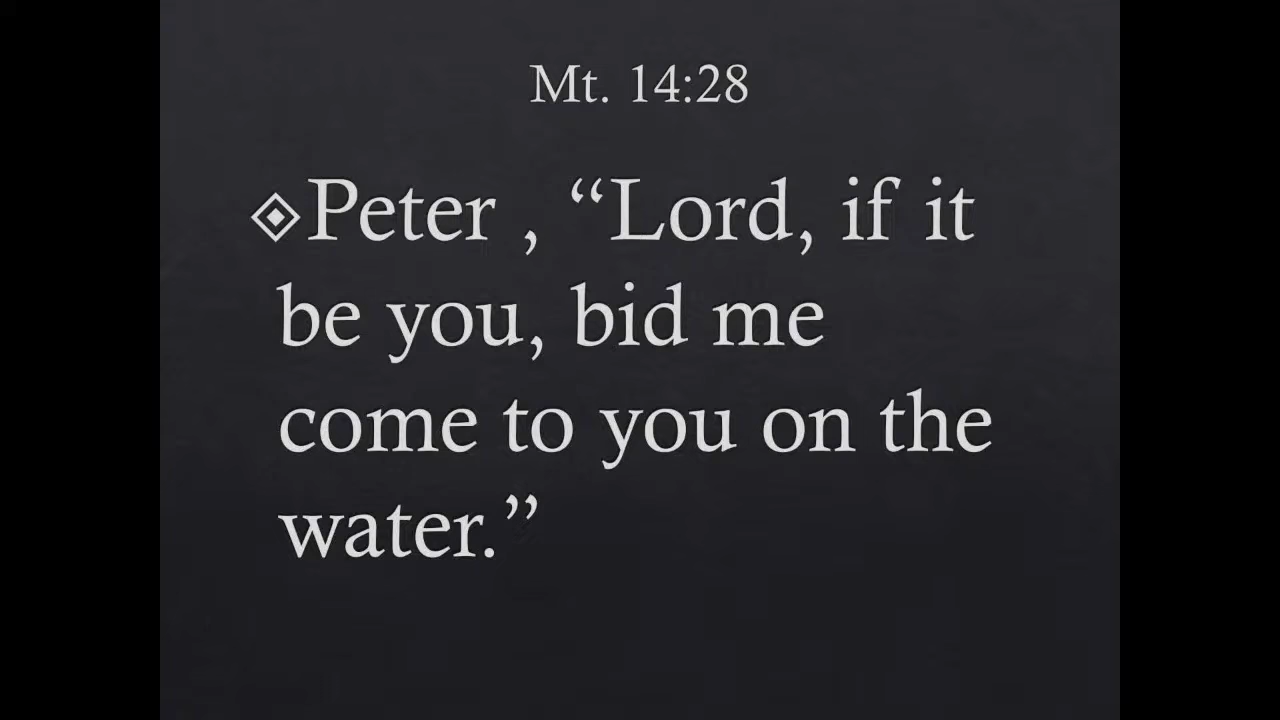 Mt. 14:28
Peter , “Lord, if it
be you, bid me
come to you on the
water.”